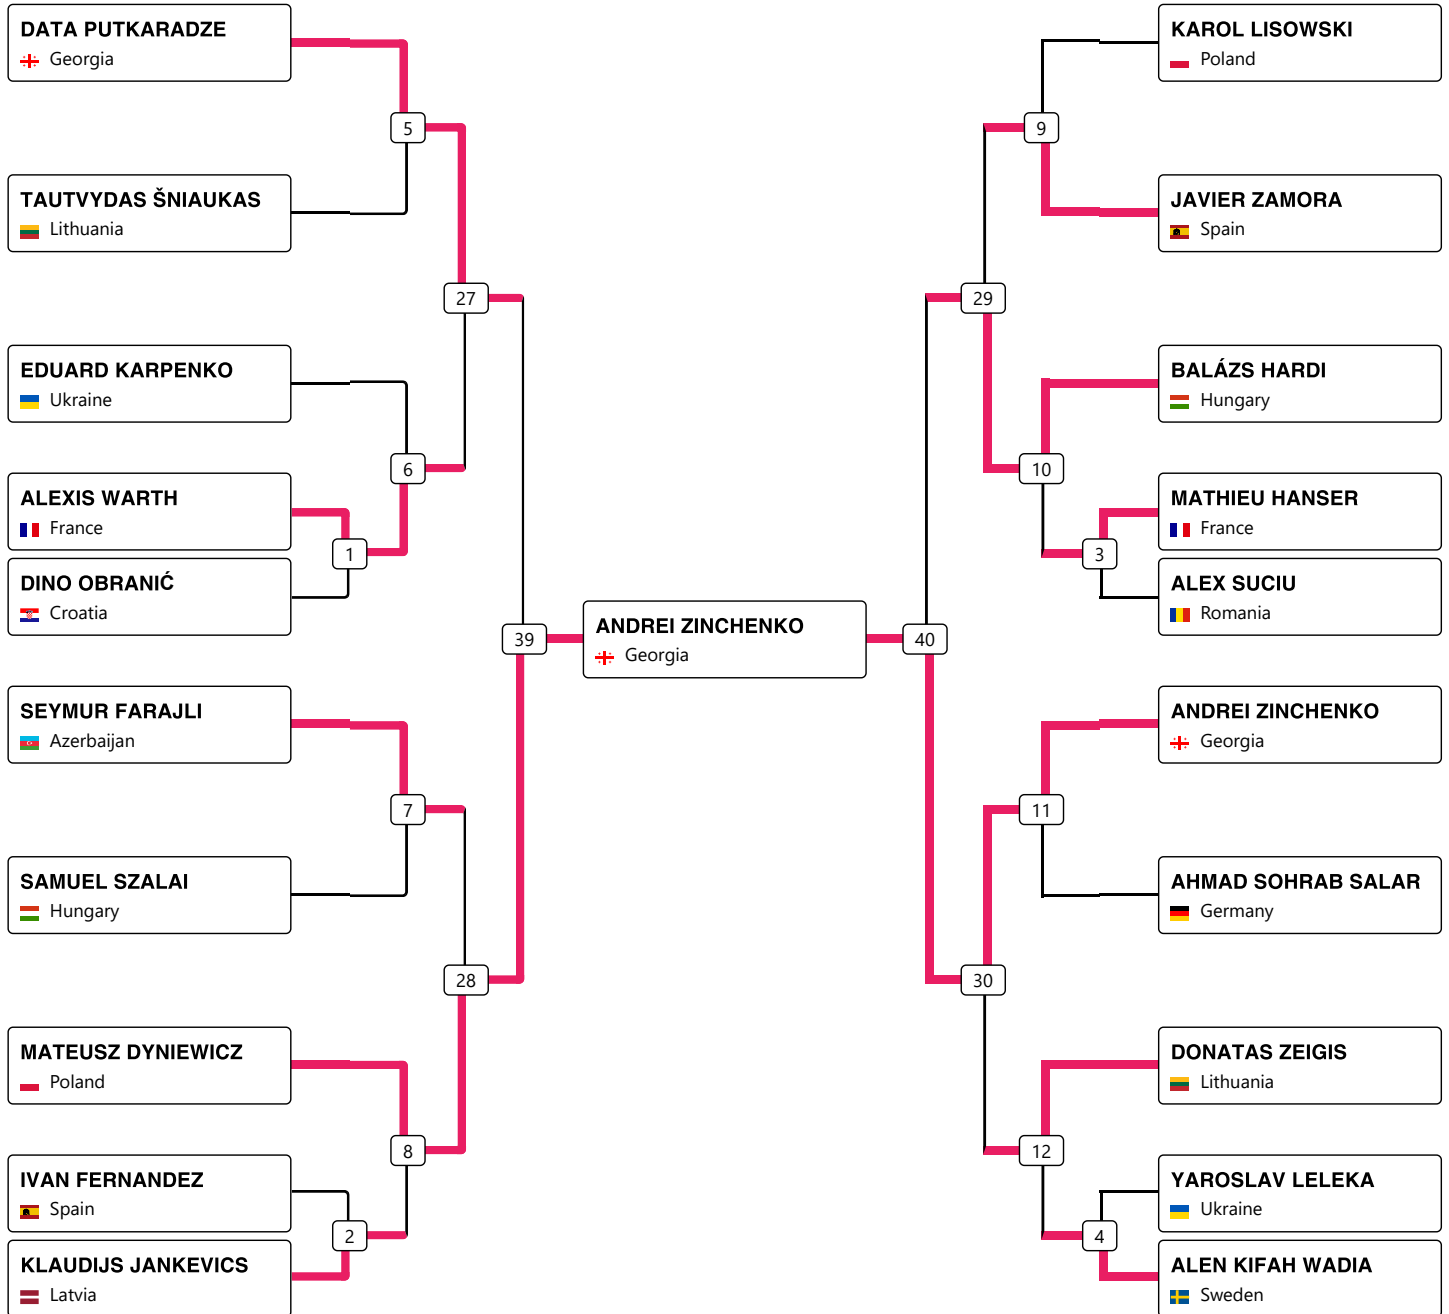 DATA PUTKARADZE
Georgia
5
TAUTVYDAS ŠNIAUKAS
Lithuania
27
EDUARD KARPENKO
Ukraine
6
ALEXIS WARTH
France
1
DINO OBRANIĆ
Croatia
39
SEYMUR FARAJLI
Azerbaijan
7
SAMUEL SZALAI
Hungary
28
MATEUSZ DYNIEWICZ
Poland
8
IVAN FERNANDEZ
Spain
2
KLAUDIJS JANKEVICS
Latvia
ANDREI ZINCHENKO
Georgia
KAROL LISOWSKI
Poland
9
JAVIER ZAMORA
Spain
29
BALÁZS HARDI
Hungary
10
MATHIEU HANSER
France
3
ALEX SUCIU
Romania
40
ANDREI ZINCHENKO
Georgia
11
AHMAD SOHRAB SALAR
Germany
30
DONATAS ZEIGIS
Lithuania
12
YAROSLAV LELEKA
Ukraine
4
ALEN KIFAH WADIA
Sweden